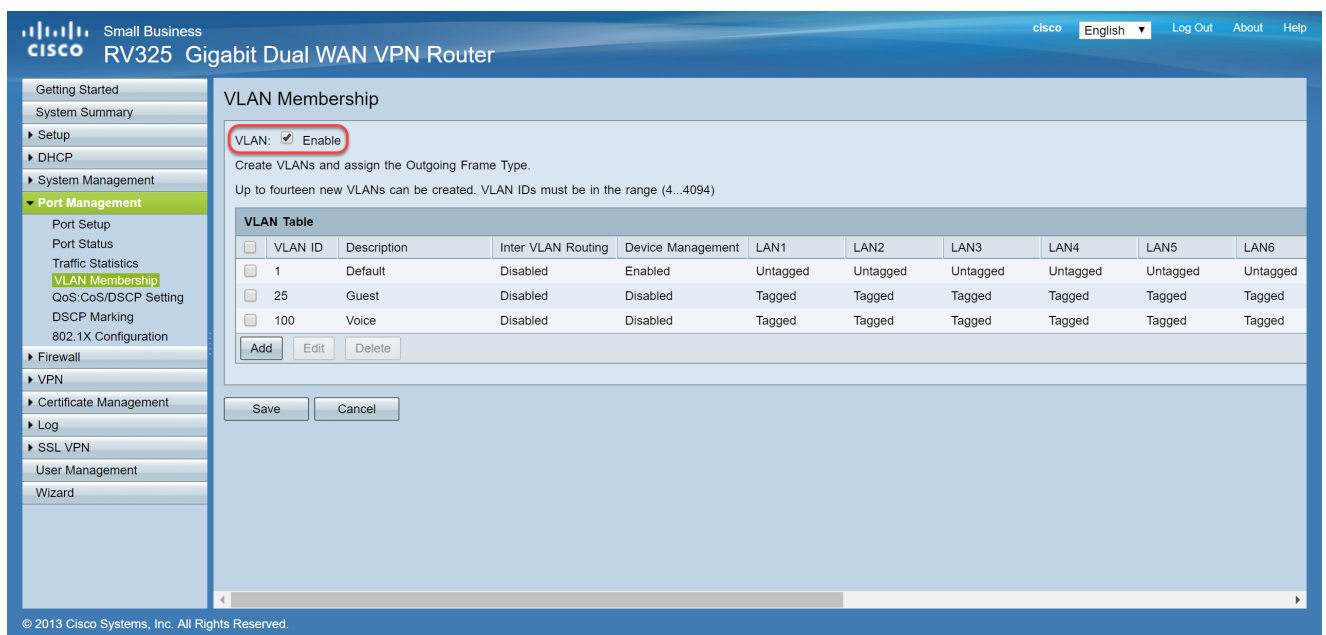 Small Business
cisco English Log Out About Help
CISCO RV325 Gigabit Dual WAN VPN Router
Getting Started
System Summary
Setup
DHCP
System Management
Port Management
Port Setup
Port Status
Traffic Statistics
VLAN Membership
QoS:CoS/DSCP Setting
DSCP Marking
802.1X Configuration
Firewall
VPN
Certificate Management
Log
SSL VPN
User Management
Wizard
VLAN Membership
VLAN: Enable
Create VLANs and assign the Outgoing Frame Type.
Up to fourteen new VLANs can be created. VLAN IDs must be in the range (4...4094)
VLAN Table
VLAN ID Description Inter VLAN Routing Device Management LAN1 LAN2 LAN3 LAN4 LAN5 LAN6
1 Default Disabled Enabled Untagged Untagged Untagged Untagged Untagged Untagged
25 Guest Disabled Disabled Tagged Tagged Tagged Tagged Tagged Tagged
100 Voice Disabled Disabled Tagged Tagged Tagged Tagged Tagged Tagged
Add Edit Delete
Save Cancel
© 2013 Cisco Systems, Inc. All Rights Reserved.